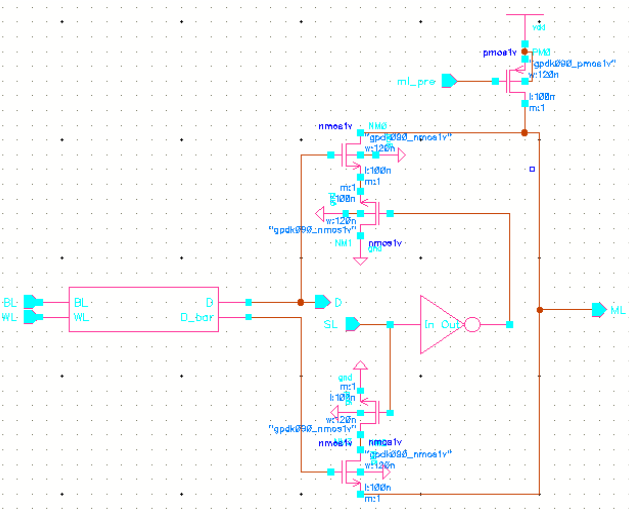 vdd
pmos1v PM0
"gpdk090_pmos1v"
w:120n
ml_pre
l:100n
m:1
nmos1v NM0
"gpdk090_nmos1v"
w:120n
l:100n
m:1
m:1
l:100n
w:120n
"gpdk090_nmos1v"
NM1 nmos1v
gnd
BL BL D D
WL WL D_bar
SL In Out ML
gnd
m:1
l:100n
w:120n
"gpdk090_nmos1v"
nmos1v
nmos1v
"gpdk090_nmos1v"
w:120n
l:100n
m:1